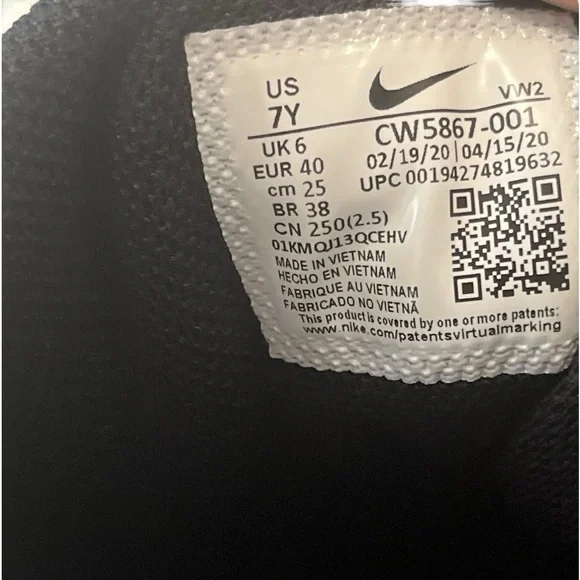 US
7Y
UK 6
EUR 40
cm 25
BR 38
CN 250(2.5)
01KMQJ13QCEHV
VW2
CW5867-001
02/19/20|04/15/20
UPC 00194274819632
MADE IN VIETNAM
HECHO EN VIETNAM
FABRIQUE AU VIETNAM
FABRICADO NO VIETNÃ
This product is covered by one or more patents:
www.nike.com/patentsvirtualmarking